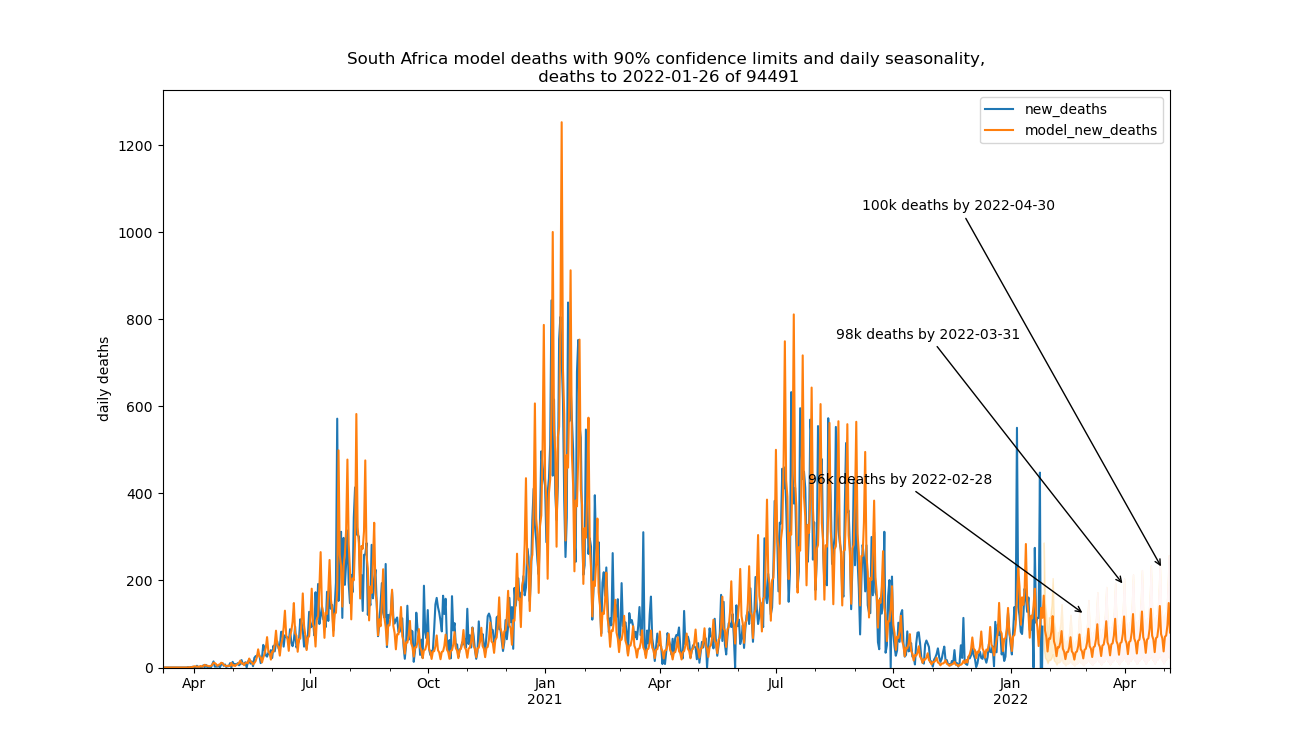 South Africa model deaths with 90% confidence limits and daily seasonality,
deaths to 2022-01-26 of 94491
new_deaths
model_new_deaths
daily deaths
1200
1000
800
600
400
200
0
100k deaths by 2022-04-30
98k deaths by 2022-03-31
96k deaths by 2022-02-28
Apr Jul Oct Jan Apr Jul Oct Jan Apr
2021 2022